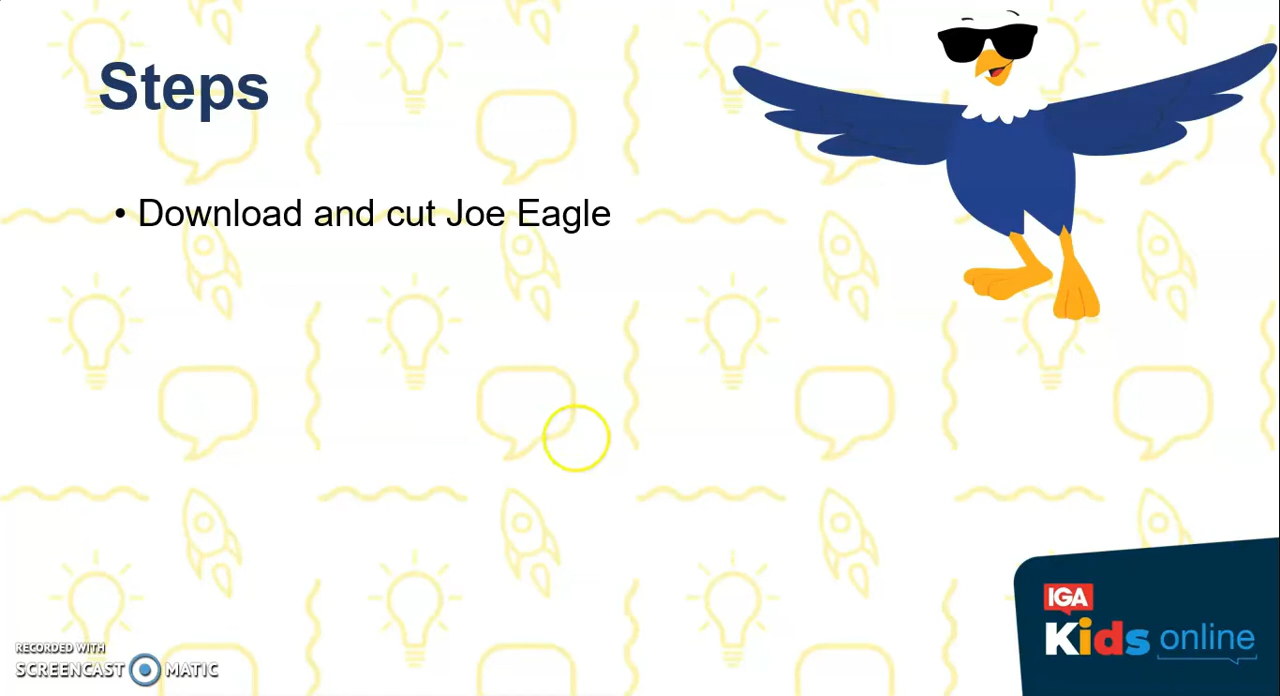 Steps
• Download and cut Joe Eagle
IGA
Kids online
RECORDED WITH
SCREENCAST MATIC